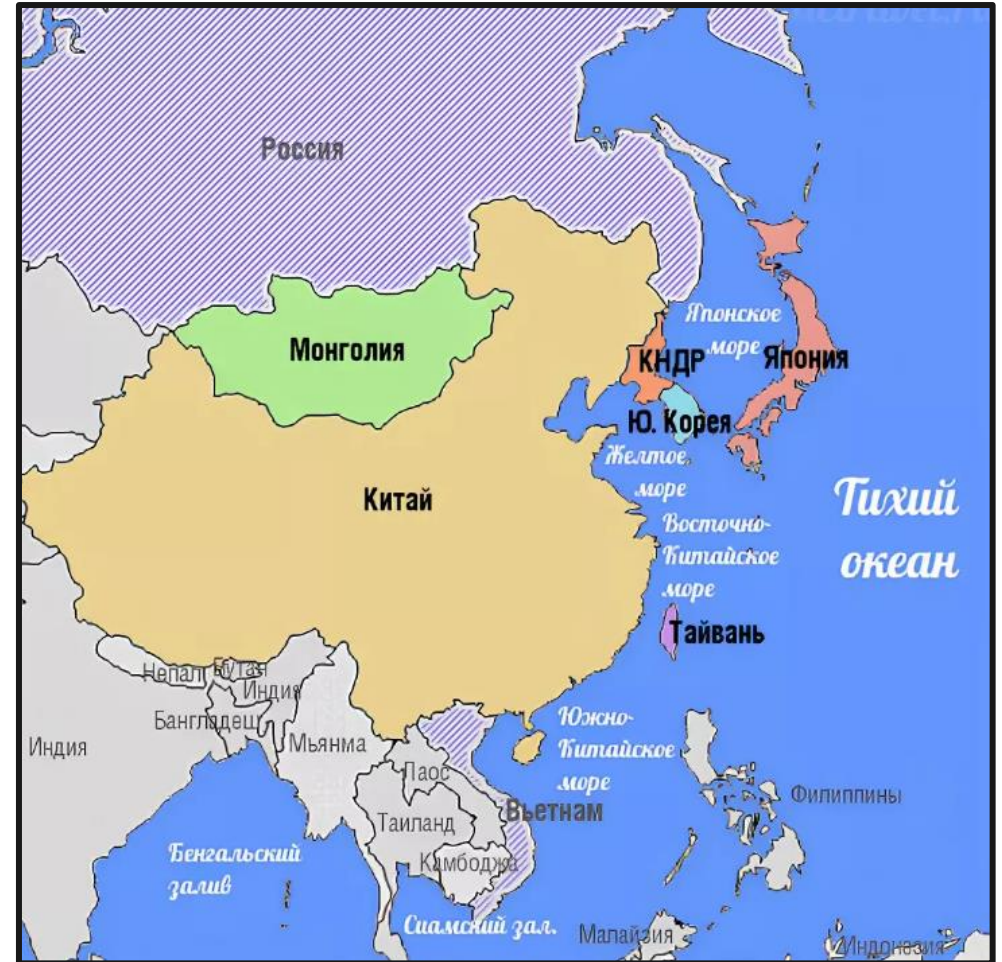 Россия
Японское
море
Монголия
КНДР
Япония
Ю. Корея
Желтое
море
Китай
Тихий
океан
Восточно-
Китайское
море
Тайвань
Непал
Бутан
Индия
Бангладеш
Индия
Мьянма
Южно-
Китайское
море
Лаос
Вьетнам
Филиппины
Таиланд
Камбоджа
Бенгальский
залив
Сиамский зал.
Малайзия
Индонезия